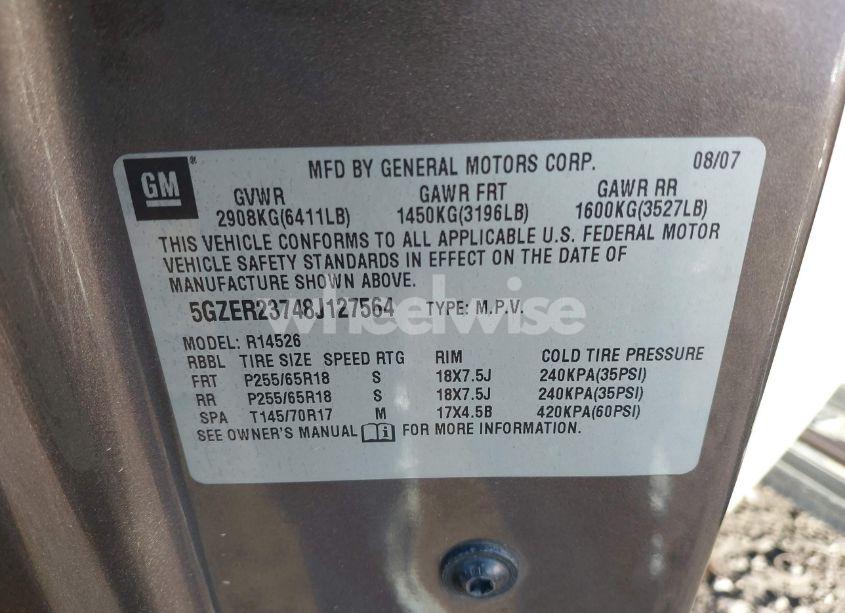 GM
MFD BY GENERAL MOTORS CORP. 08/07
GVWR GAWR FRT GAWR RR
2908KG(6411LB) 1450KG(3196LB) 1600KG(3527LB)
THIS VEHICLE CONFORMS TO ALL APPLICABLE U.S. FEDERAL MOTOR
VEHICLE SAFETY STANDARDS IN EFFECT ON THE DATE OF
MANUFACTURE SHOWN ABOVE.
5GZER23748J127564 TYPE: M.P.V.
wheelwise
MODEL: R14526
RBBL TIRE SIZE SPEED RTG RIM COLD TIRE PRESSURE
FRT P255/65R18 S 18X7.5J 240KPA(35PSI)
RR P255/65R18 S 18X7.5J 240KPA(35PSI)
SPA T145/70R17 M 17X4.5B 420KPA(60PSI)
SEE OWNER'S MANUAL FOR MORE INFORMATION.